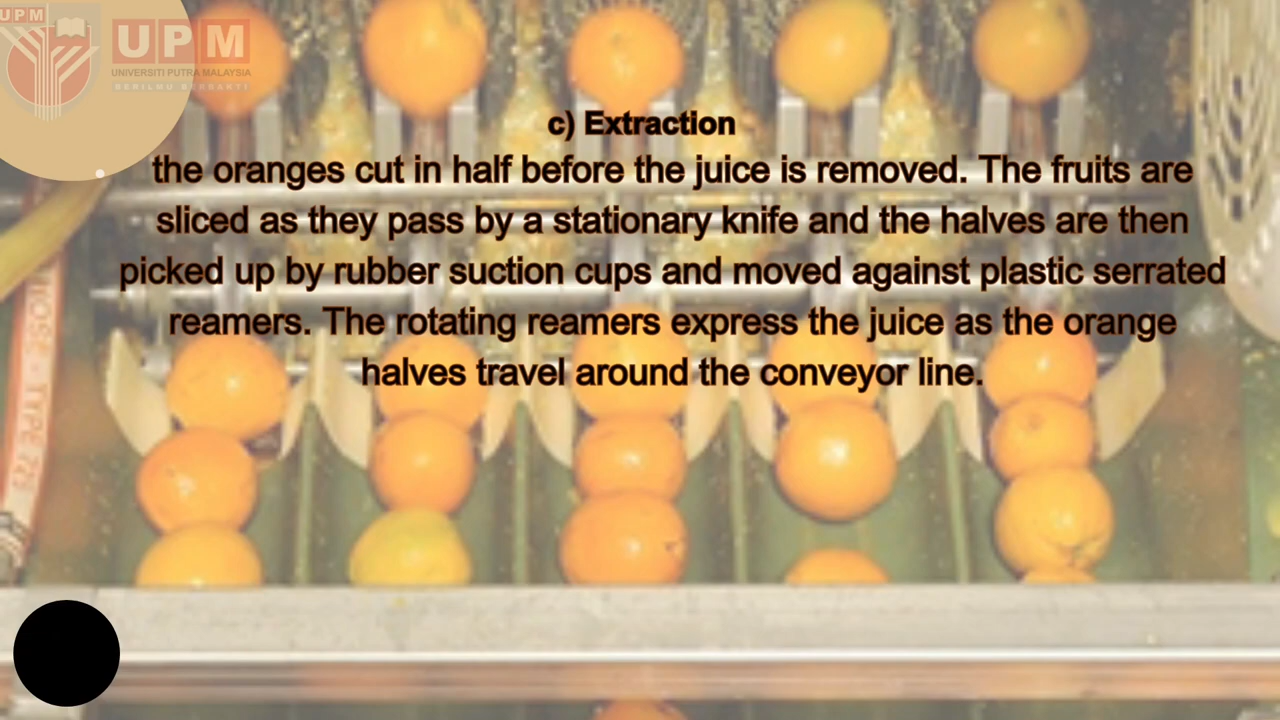 UPM
UPM
UNIVERSITI PUTRA MALAYSIA
BERILMU BERBAKTI
c) Extraction
the oranges cut in half before the juice is removed. The fruits are
sliced as they pass by a stationary knife and the halves are then
picked up by rubber suction cups and moved against plastic serrated
reamers. The rotating reamers express the juice as the orange
halves travel around the conveyor line.
TYPE